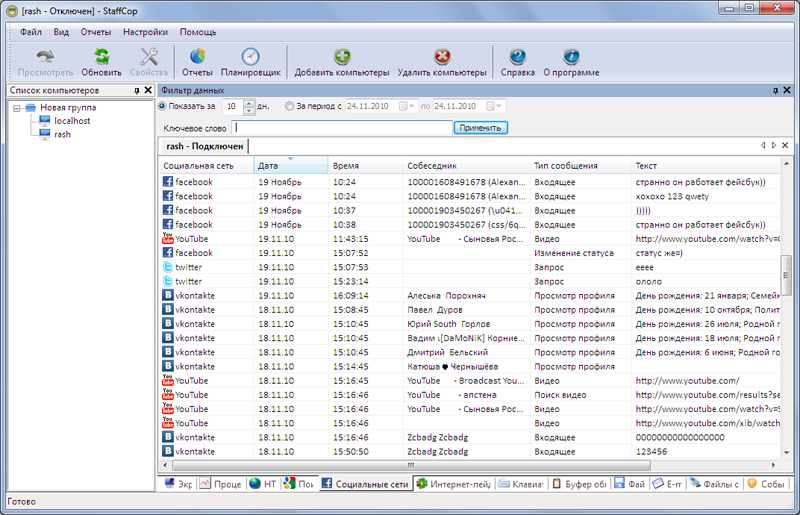 [rash - Отключен] - StaffCop
Файл Вид Отчеты Настройки Помощь
Просмотреть Обновить Свойства Отчеты Планировщик Добавить компьютеры Удалить компьютеры Справка О программе
Список компьютеров
Новая группа
localhost
rash
Фильтр данных
Показать за 10 дн. За период с 24.11.2010 по 24.11.2010
Ключевое слово Применить
rash - Подключен
Социальная сеть Дата Время Собеседник Тип сообщения Текст
facebook 19 Ноябрь 10:24 100001608491678 (Alexan... Входящее странно он работает фейсбук))
facebook 19 Ноябрь 10:24 100001608491678 (Alexan... Входящее хохохо 123 qwety
facebook 19 Ноябрь 10:37 100001903450267 (\u041... Входящее )))))
facebook 19 Ноябрь 10:38 100001903450267 (css/6q... Входящее странно он работает фейсбук))
YouTube 19.11.10 11:43:15 YouTube - Сыновья Рос... Видео http://www.youtube.com/watch?v=
facebook 19.11.10 15:07:52 Изменение статуса статус же=)
twitter 19.11.10 15:07:53 Запрос ееее
twitter 19.11.10 15:23:14 Запрос ололо
vkontakte 19.11.10 16:09:14 Алеська Порохняч Просмотр профиля День рождения: 21 января; Семей
vkontakte 18.11.10 15:08:45 Павел Дуров Просмотр профиля День рождения: 10 октября; Полит
vkontakte 18.11.10 15:10:45 Юрий South Горлов Просмотр профиля День рождения: 26 июля; Родной г
vkontakte 18.11.10 15:10:45 Вадим ι[DaMoNiK] Корние... Просмотр профиля День рождения: 18 июля; Родной г
vkontakte 18.11.10 15:10:45 Дмитрий Бельский Просмотр профиля День рождения: 6 июня; Родной го
vkontakte 18.11.10 15:14:45 Катюша ♥ Чернышёва Просмотр профиля
YouTube 18.11.10 15:16:46 YouTube - Broadcast You... Видео http://www.youtube.com/
YouTube 18.11.10 15:16:46 YouTube - апстена Поиск видео http://www.youtube.com/results?se
YouTube 18.11.10 15:16:46 YouTube - Сыновья Рос... Видео http://www.youtube.com/watch?v=
YouTube 18.11.10 15:16:46 Видео http://www.youtube.com/xlb/watch
vkontakte 18.11.10 15:16:46 Zcbadg Zcbadg Входящее 00000000000000000
vkontakte 18.11.10 15:50:50 Zcbadg Zcbadg Входящее 123456
Экр Проце HT Пои Социальные сети Интернет-пейд Клавиат Буфер обм Фай E-m Файлы с Собы
Готово